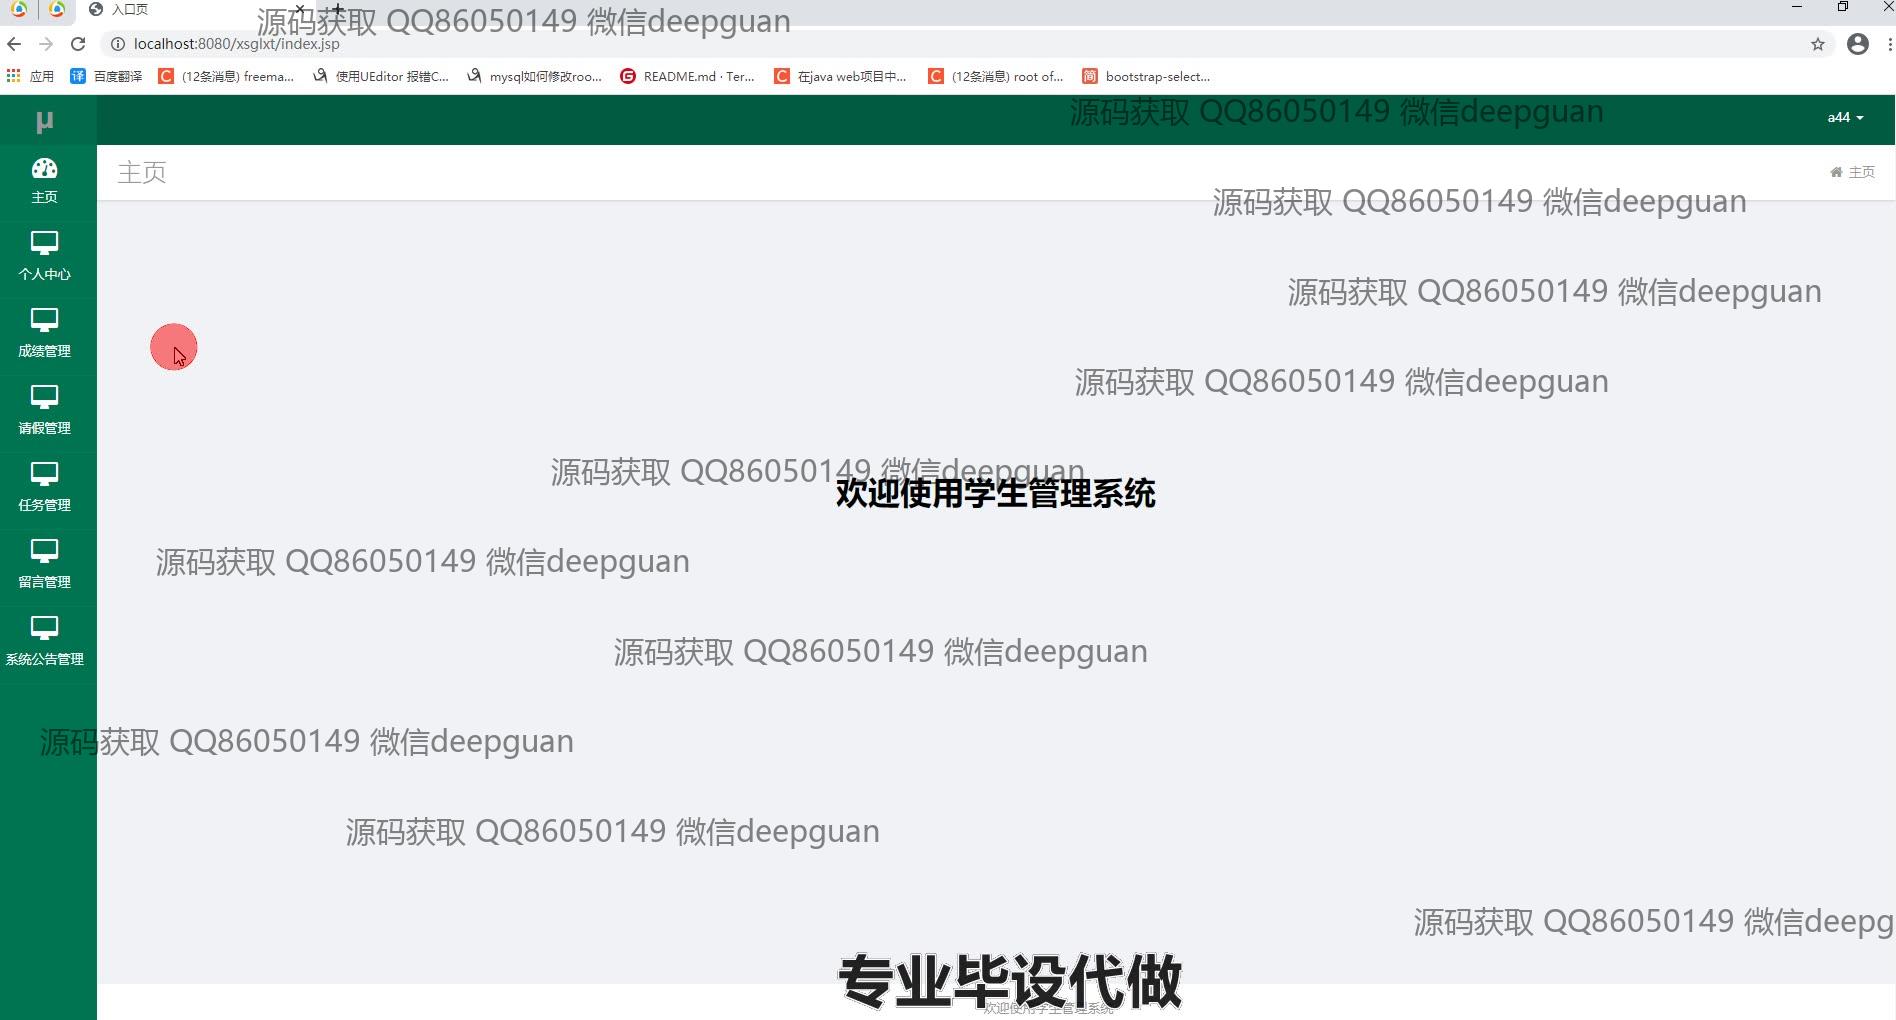 入口页
源码获取 QQ86050149 微信deepguan
localhost:8080/xsglxt/index.jsp
应用
百度翻译
(12条消息) freema...
使用UEditor 报错C...
mysql如何修改roo...
README.md · Ter...
在java web项目中...
(12条消息) root of...
bootstrap-select...
µ
源码获取 QQ86050149 微信deepguan
a44
主页
主页
主页
源码获取 QQ86050149 微信deepguan
个人中心
源码获取 QQ86050149 微信deepguan
成绩管理
源码获取 QQ86050149 微信deepguan
请假管理
源码获取 QQ86050149 微信deepguan
欢迎使用学生管理系统
任务管理
源码获取 QQ86050149 微信deepguan
留言管理
源码获取 QQ86050149 微信deepguan
系统公告管理
源码获取 QQ86050149 微信deepguan
源码获取 QQ86050149 微信deepguan
源码获取 QQ86050149 微信deepg
专业毕设代做
欢迎使用学生管理系统